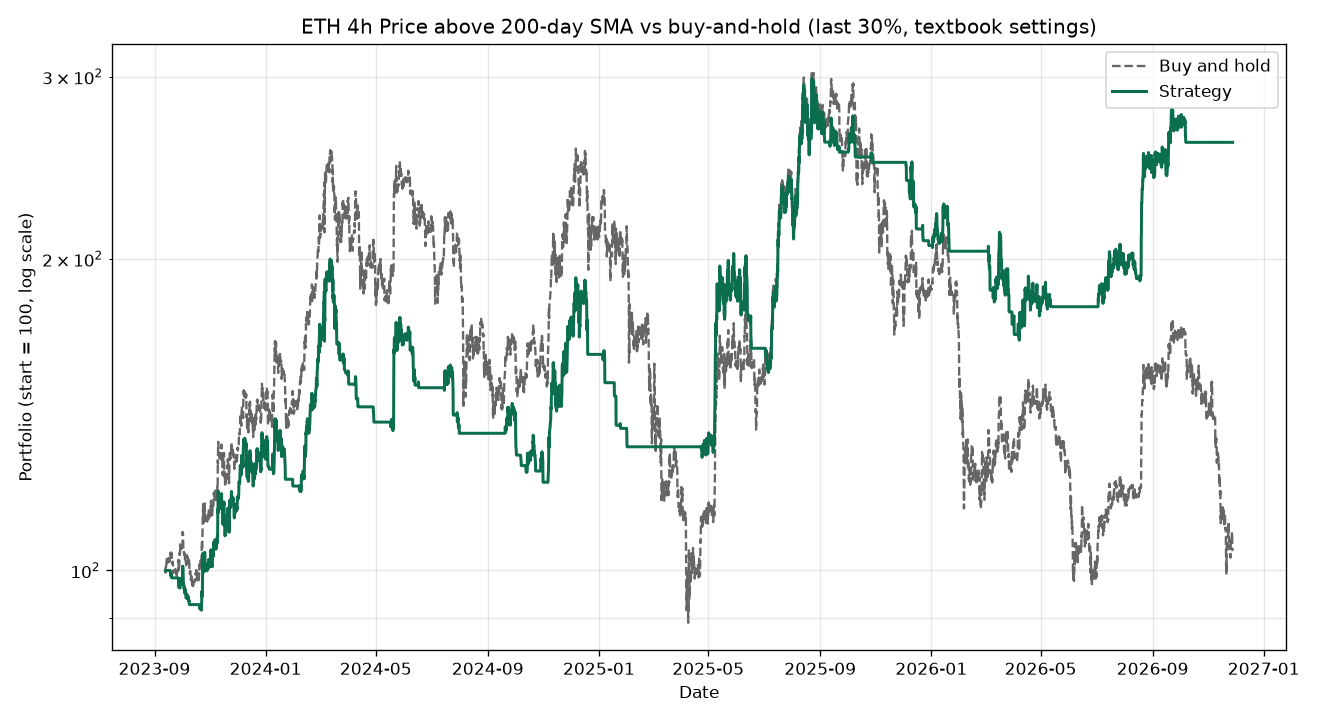 ETH 4h Price above 200-day SMA vs buy-and-hold (last 30%, textbook settings)
Buy and hold
Strategy
Portfolio (start = 100, log scale)
3 × 10²
2 × 10²
10²
2023-09 2024-01 2024-05 2024-09 2025-01 2025-05 2025-09 2026-01 2026-05 2026-09 2027-01
Date